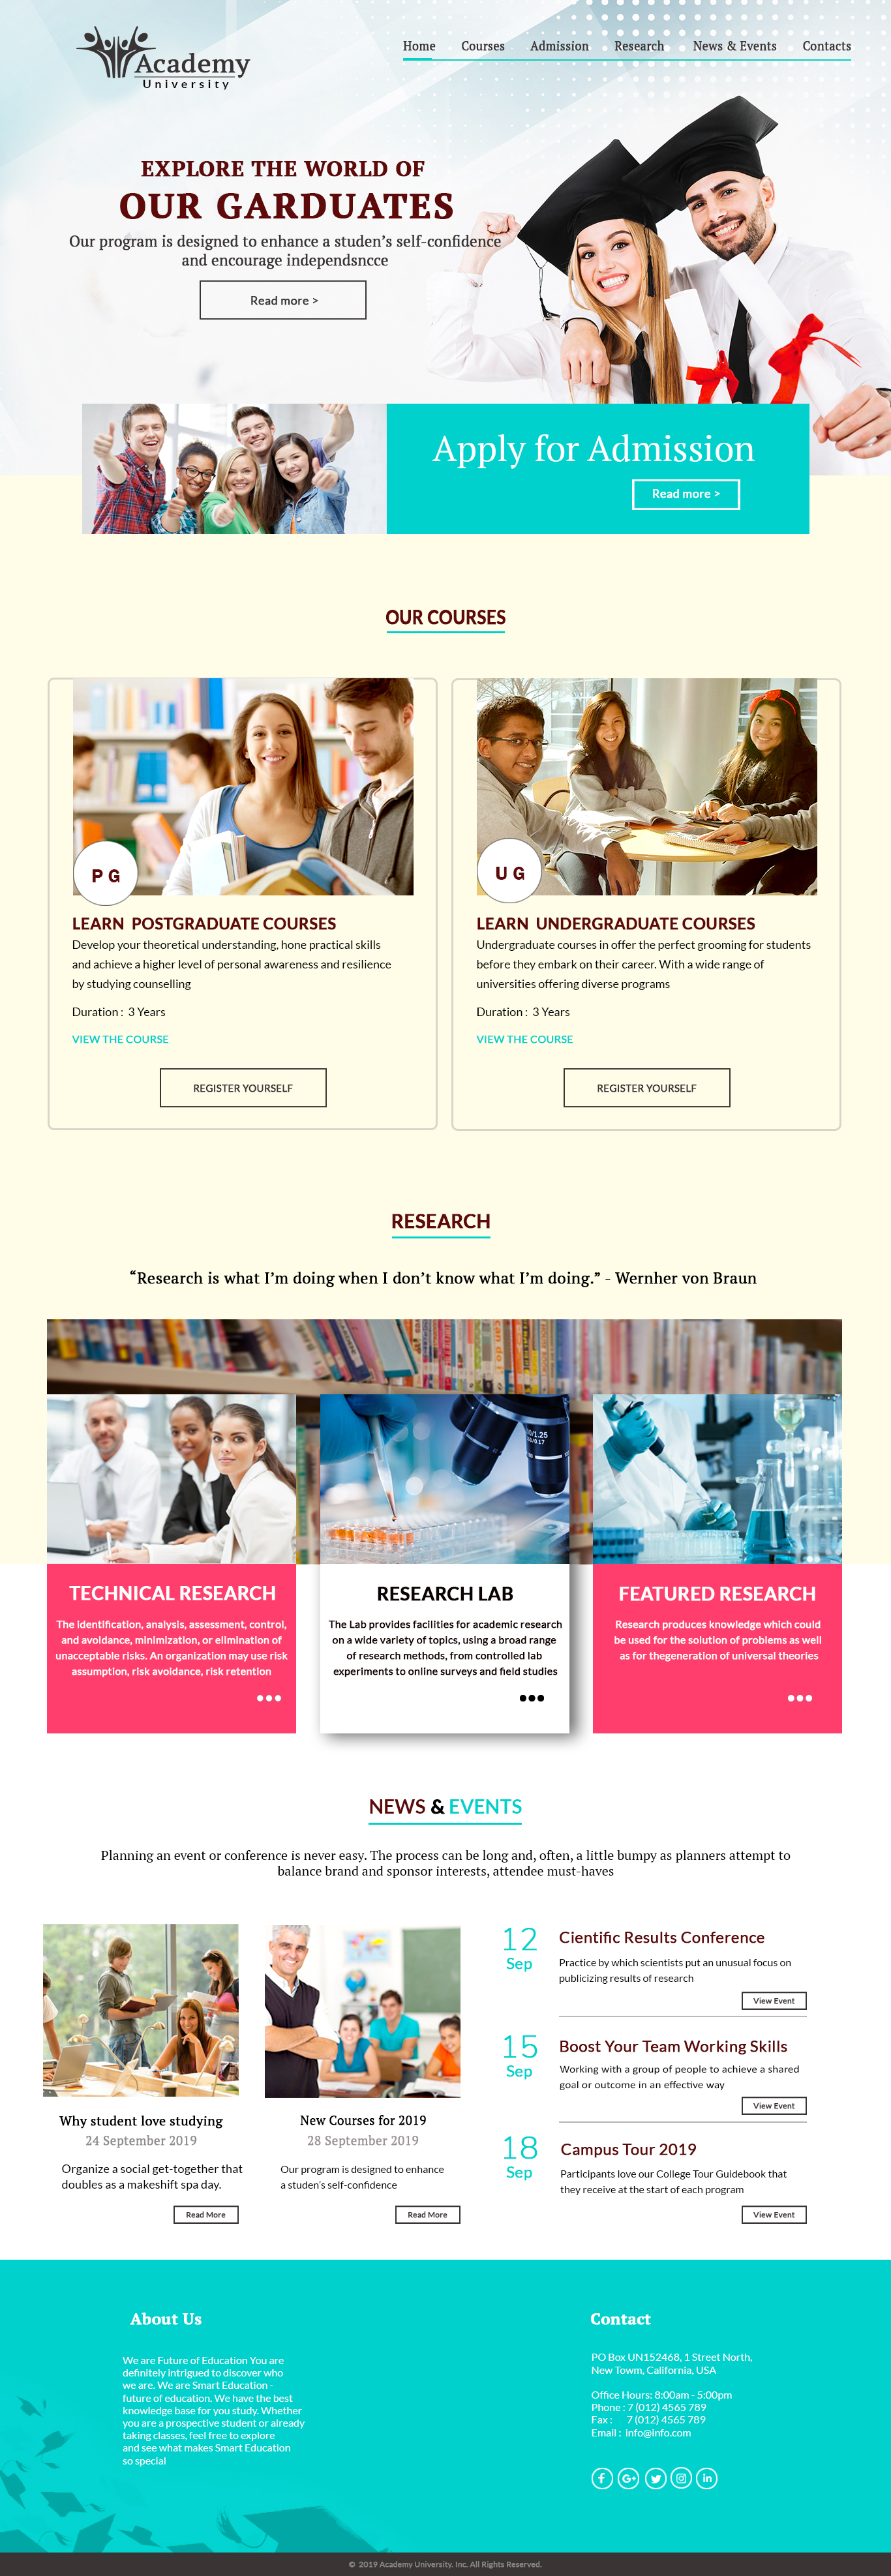 Academy
University
Home Courses Admission Research News & Events Contacts
EXPLORE THE WORLD OF
OUR GARDUATES
Our program is designed to enhance a studen's self-confidence
and encourage independsncce
Read more >
Apply for Admission
Read more >
OUR COURSES
P G
LEARN POSTGRADUATE COURSES
Develop your theoretical understanding, hone practical skills
and achieve a higher level of personal awareness and resilience
by studying counselling
Duration : 3 Years
VIEW THE COURSE
REGISTER YOURSELF
U G
LEARN UNDERGRADUATE COURSES
Undergraduate courses in offer the perfect grooming for students
before they embark on their career. With a wide range of
universities offering diverse programs
Duration : 3 Years
VIEW THE COURSE
REGISTER YOURSELF
RESEARCH
“Research is what I’m doing when I don’t know what I’m doing.” - Wernher von Braun
TECHNICAL RESEARCH
The identification, analysis, assessment, control,
and avoidance, minimization, or elimination of
unacceptable risks. An organization may use risk
assumption, risk avoidance, risk retention
RESEARCH LAB
The Lab provides facilities for academic research
on a wide variety of topics, using a broad range
of research methods, from controlled lab
experiments to online surveys and field studies
FEATURED RESEARCH
Research produces knowledge which could
be used for the solution of problems as well
as for thegeneration of universal theories
NEWS & EVENTS
Planning an event or conference is never easy. The process can be long and, often, a little bumpy as planners attempt to
balance brand and sponsor interests, attendee must-haves
Why student love studying
24 September 2019
Organize a social get-together that
doubles as a makeshift spa day.
Read More
New Courses for 2019
28 September 2019
Our program is designed to enhance
a studen’s self-confidence
Read More
12
Sep
Cientific Results Conference
Practice by which scientists put an unusual focus on
publicizing results of research
View Event
15
Sep
Boost Your Team Working Skills
Working with a group of people to achieve a shared
goal or outcome in an effective way
View Event
18
Sep
Campus Tour 2019
Participants love our College Tour Guidebook that
they receive at the start of each program
View Event
About Us
We are Future of Education You are
definitely intrigued to discover who
we are. We are Smart Education -
future of education. We have the best
knowledge base for you study. Whether
you are a prospective student or already
taking classes, feel free to explore
and see what makes Smart Education
so special
Contact
PO Box UN152468, 1 Street North,
New Towm, California, USA
Office Hours: 8:00am - 5:00pm
Phone : 7 (012) 4565 789
Fax : 7 (012) 4565 789
Email : info@info.com
© 2019 Academy University. Inc. All Rights Reserved.